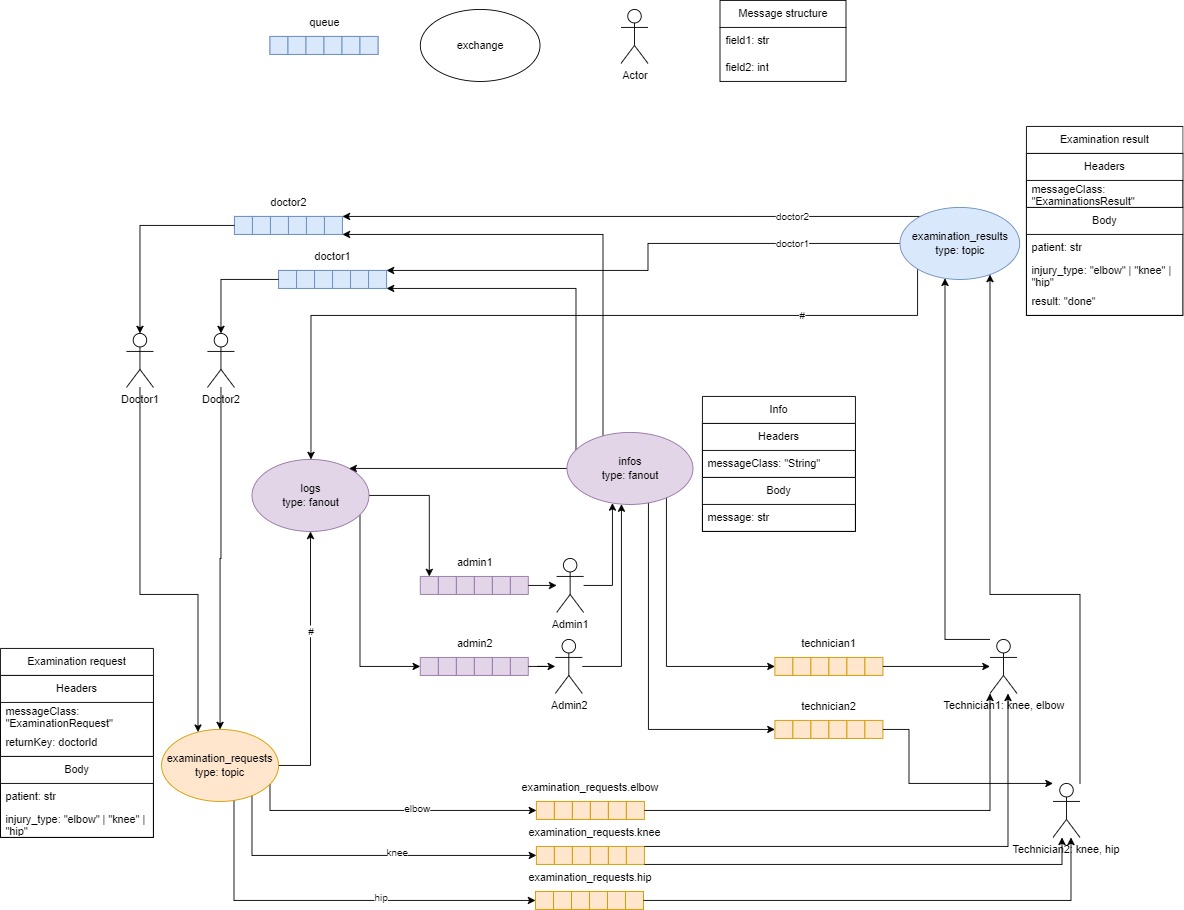 queue
exchange
Actor
Message structure
field1: str
field2: int
Examination result
Headers
messageClass:
"ExaminationsResult"
Body
patient: str
injury_type: "elbow" | "knee" |
"hip"
result: "done"
doctor2
doctor2
examination_results
type: topic
doctor1
doctor1
#
Doctor1
Doctor2
Info
Headers
messageClass: "String"
Body
message: str
infos
type: fanout
logs
type: fanout
admin1
Admin1
#
admin2
Admin2
technician1
Technician1: knee, elbow
technician2
Examination request
Headers
messageClass:
"ExaminationRequest"
returnKey: doctorId
Body
patient: str
injury_type: "elbow" | "knee" |
"hip"
examination_requests
type: topic
examination_requests.elbow
elbow
examination_requests.knee
knee
Technician2: knee, hip
examination_requests.hip
hip